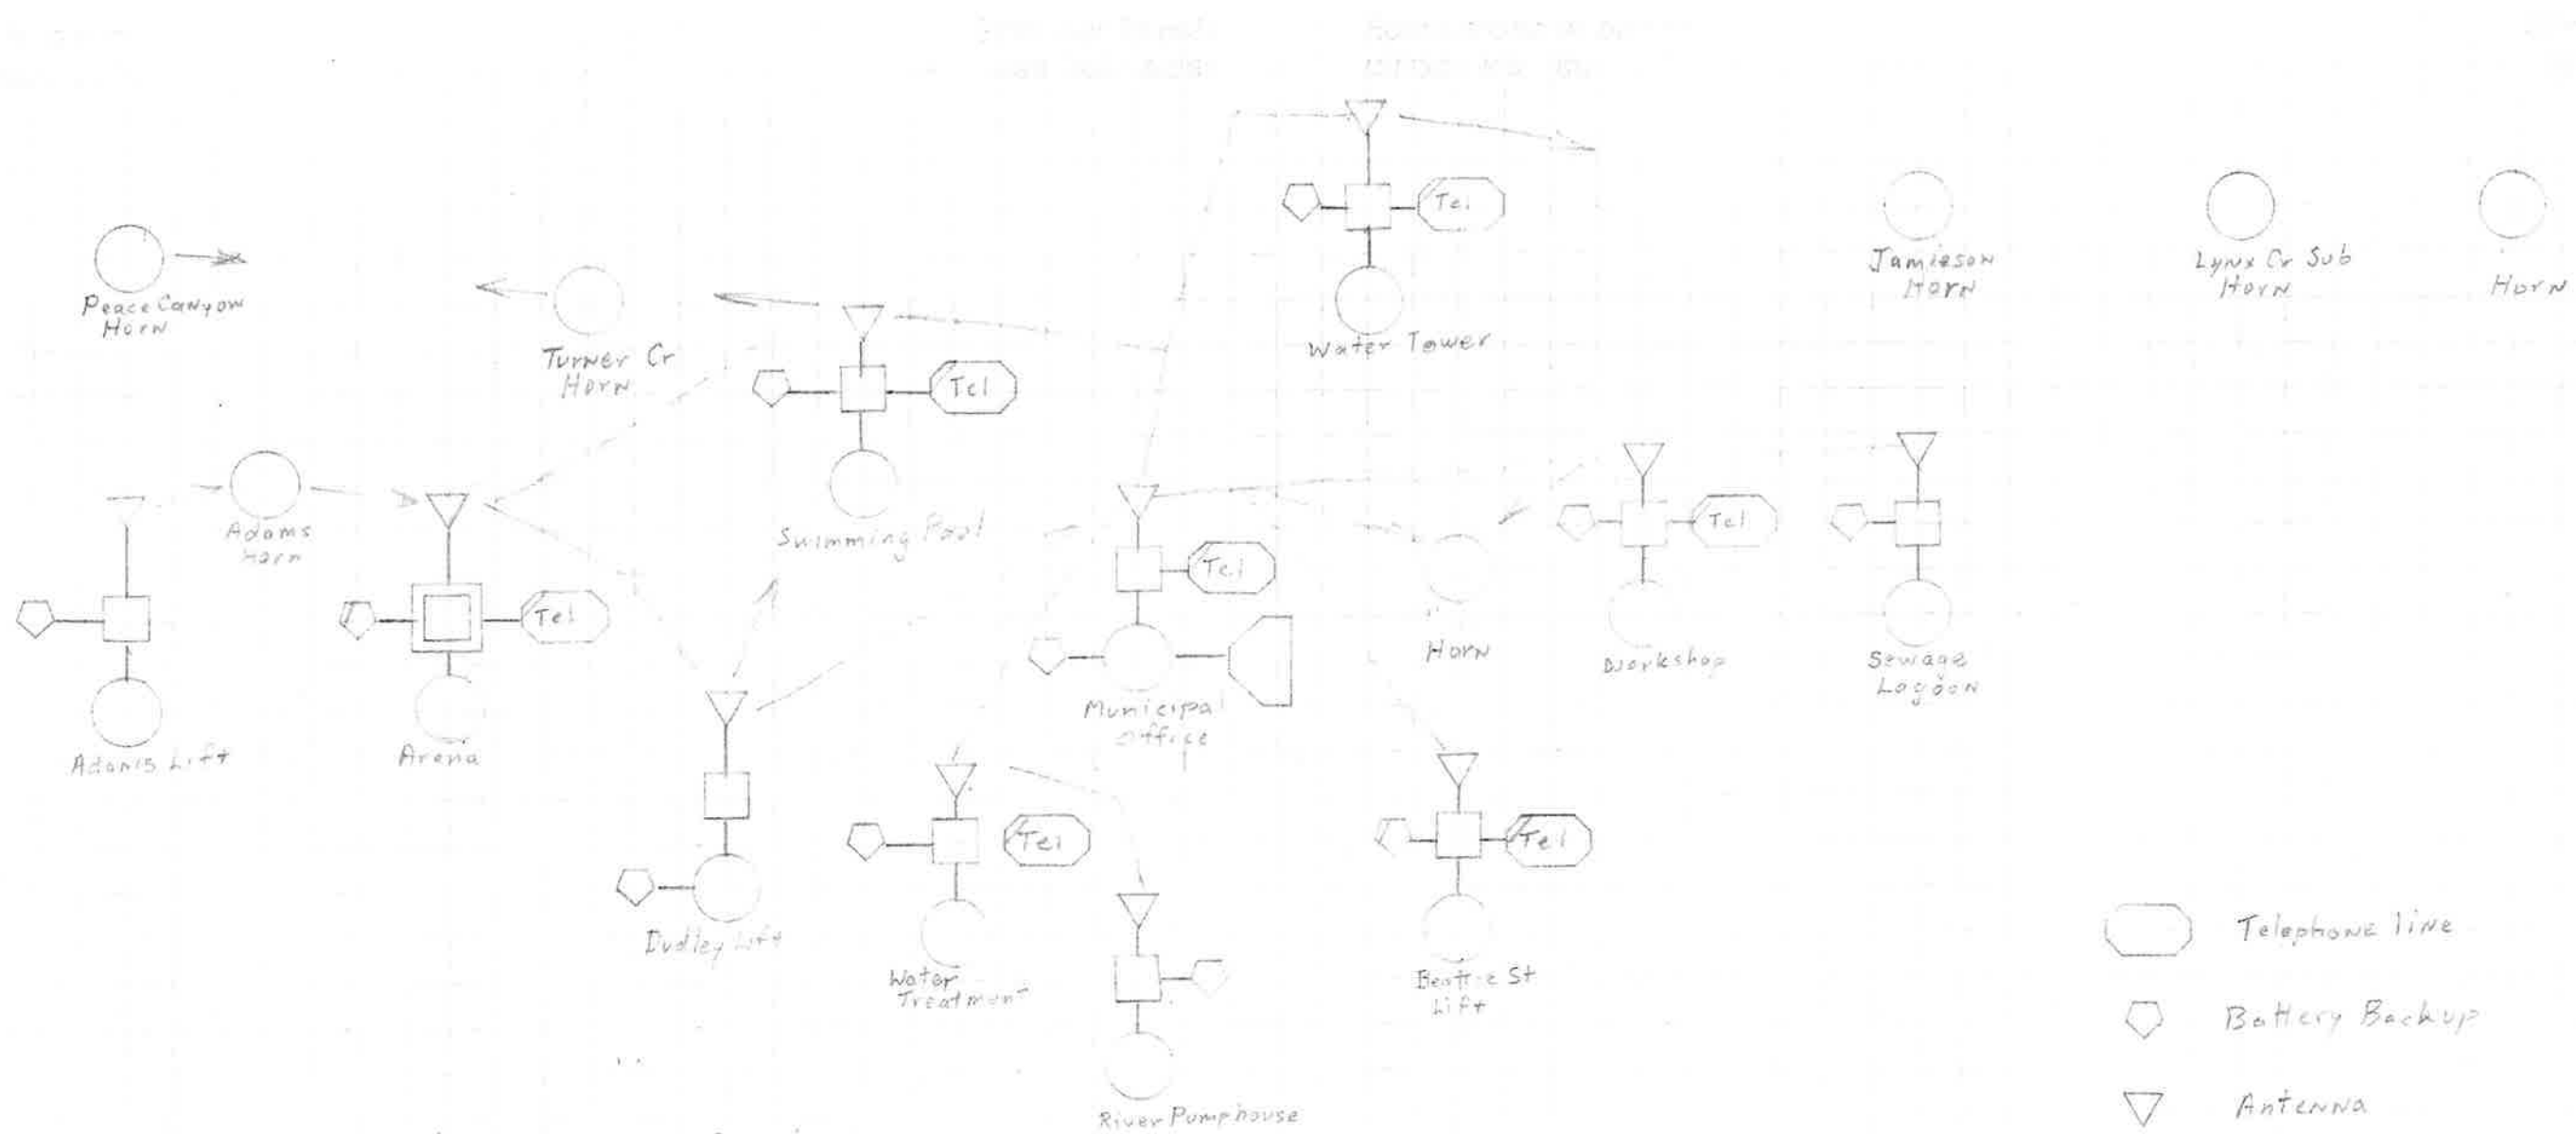 Tel
Peace Canyon
Horn
Turner Cr
Horn
Water Tower
Jamieson
Horn
Lynx Cr Sub
Horn
Horn
Tel
Swimming Pool
Adams
Horn
Tel
Adams Lift
Arena
Tel
Municipal
Office
Horn
Tel
Workshop
Sewage
Lagoon
Dudley Lift
Tel
Water
Treatment
River Pumphouse
Tel
Beattie St
Lift
Telephone line
Battery Backup
Antenna